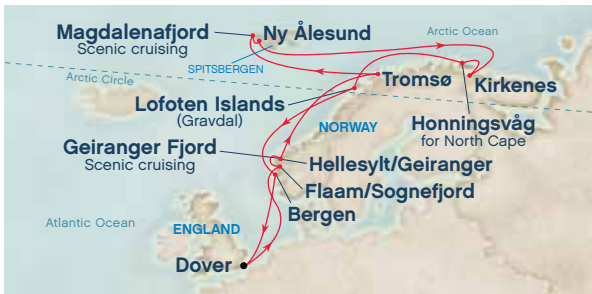 Magdalenafjord
Scenic cruising
Ny Ålesund
Arctic Ocean
SPITSBERGEN
Arctic Circle
Tromsø
Kirkenes
Lofoten Islands
(Gravdal)
Honningsvåg
for North Cape
NORWAY
Geiranger Fjord
Scenic cruising
Hellesylt/Geiranger
Flaam/Sognefjord
Bergen
Atlantic Ocean
ENGLAND
Dover